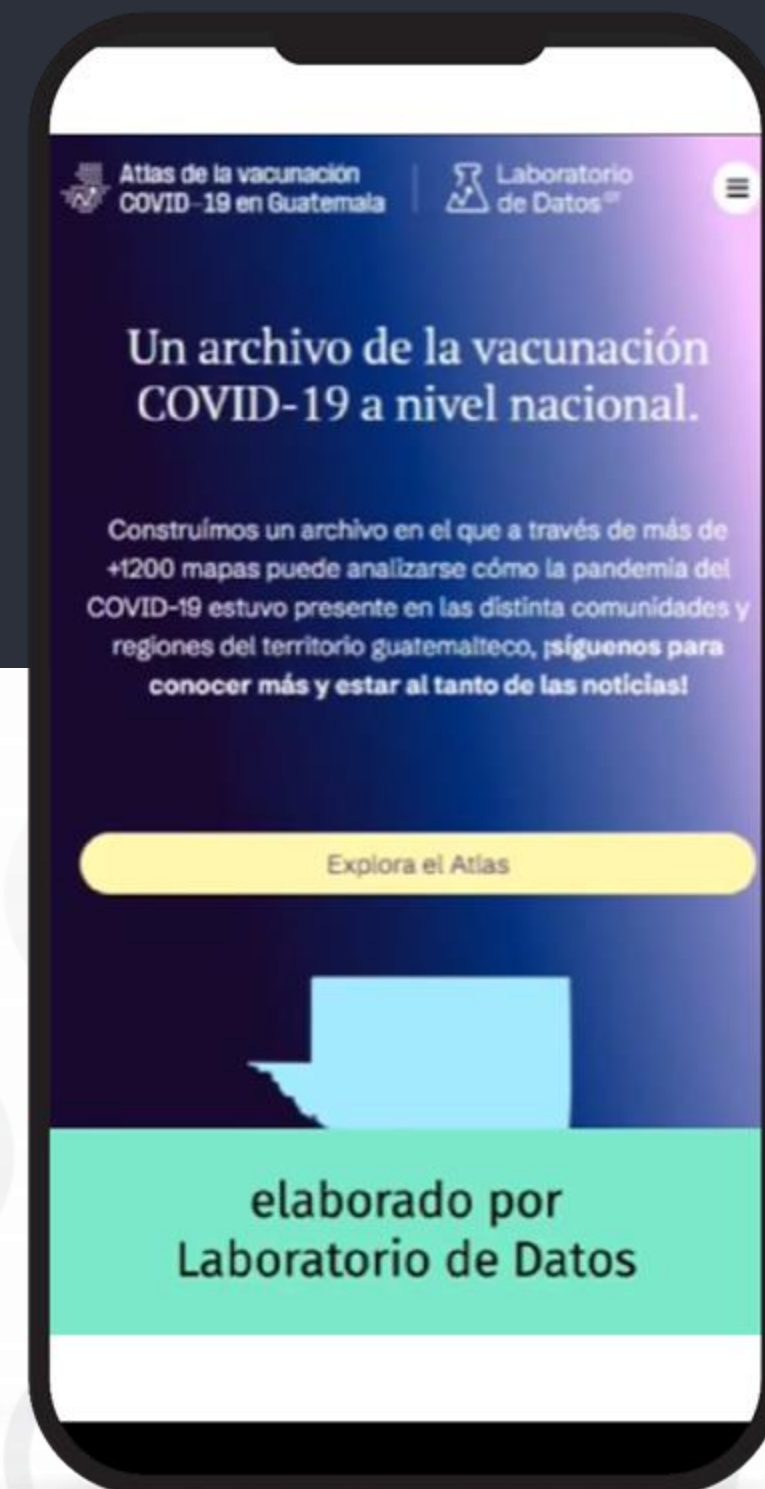 Atlas de la vacunación
COVID-19 en Guatemala
Laboratorio
de Datos
Un archivo de la vacunación
COVID-19 a nivel nacional.
Construímos un archivo en el que a través de más de
+1200 mapas puede analizarse cómo la pandemia del
COVID-19 estuvo presente en las distinta comunidades y
regiones del territorio guatemalteco, ¡síguenos para
conocer más y estar al tanto de las noticias!
Explora el Atlas
elaborado por
Laboratorio de Datos